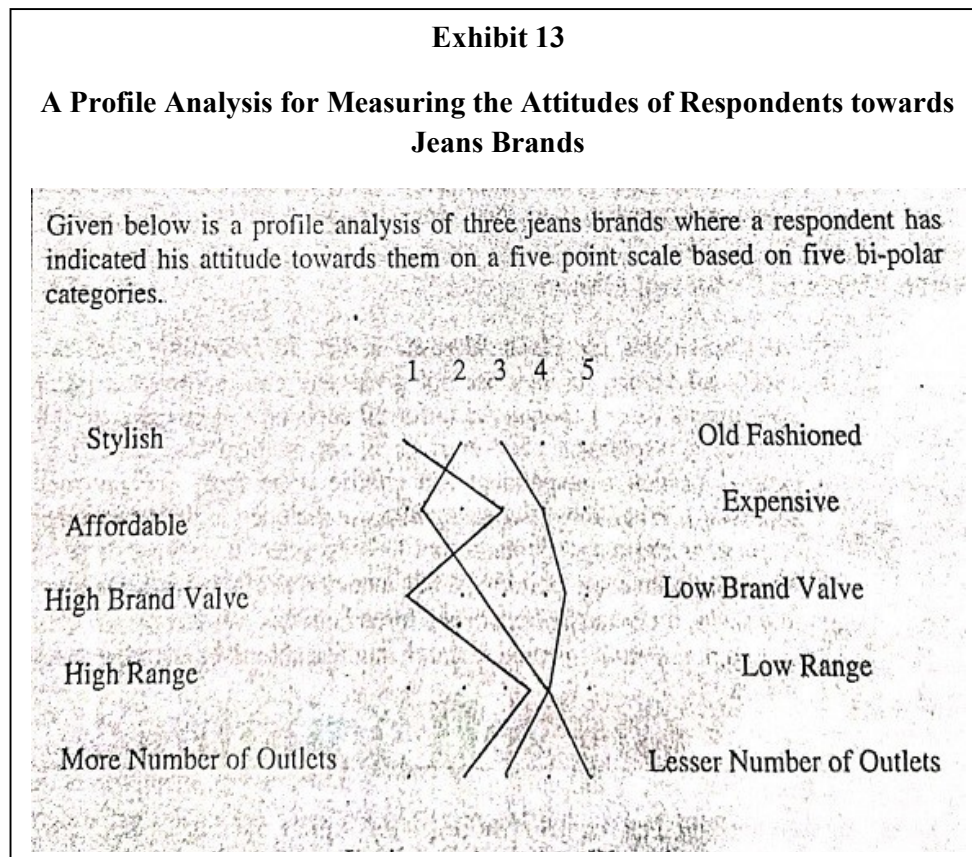 Exhibit 13
A Profile Analysis for Measuring the Attitudes of Respondents towards
Jeans Brands
Given below is a profile analysis of three jeans brands where a respondent has
indicated his attitude towards them on a five point scale based on five bi-polar
categories.
1 2 3 4 5
Stylish Old Fashioned
Affordable Expensive
High Brand Valve Low Brand Valve
High Range Low Range
More Number of Outlets Lesser Number of Outlets